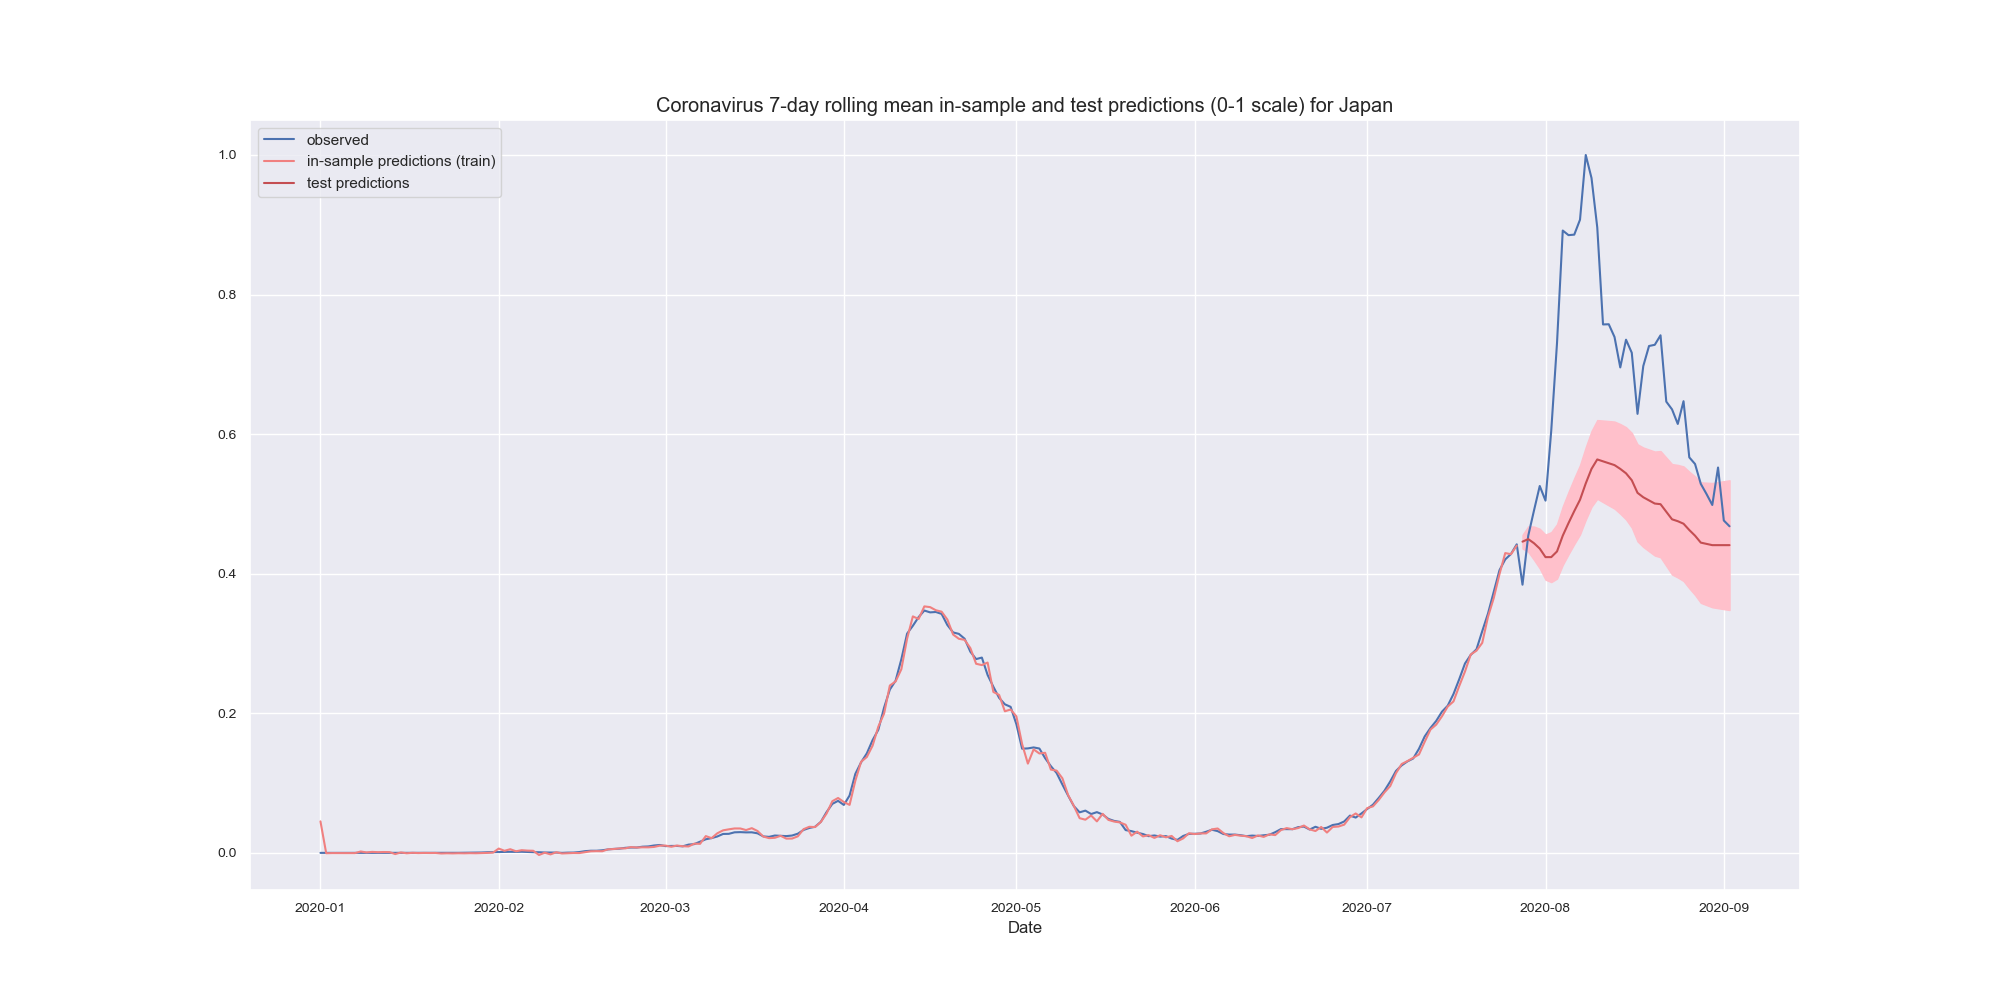 Coronavirus 7-day rolling mean in-sample and test predictions (0-1 scale) for Japan
observed
in-sample predictions (train)
test predictions
1.0
0.8
0.6
0.4
0.2
0.0
2020-01 2020-02 2020-03 2020-04 2020-05 2020-06 2020-07 2020-08 2020-09
Date